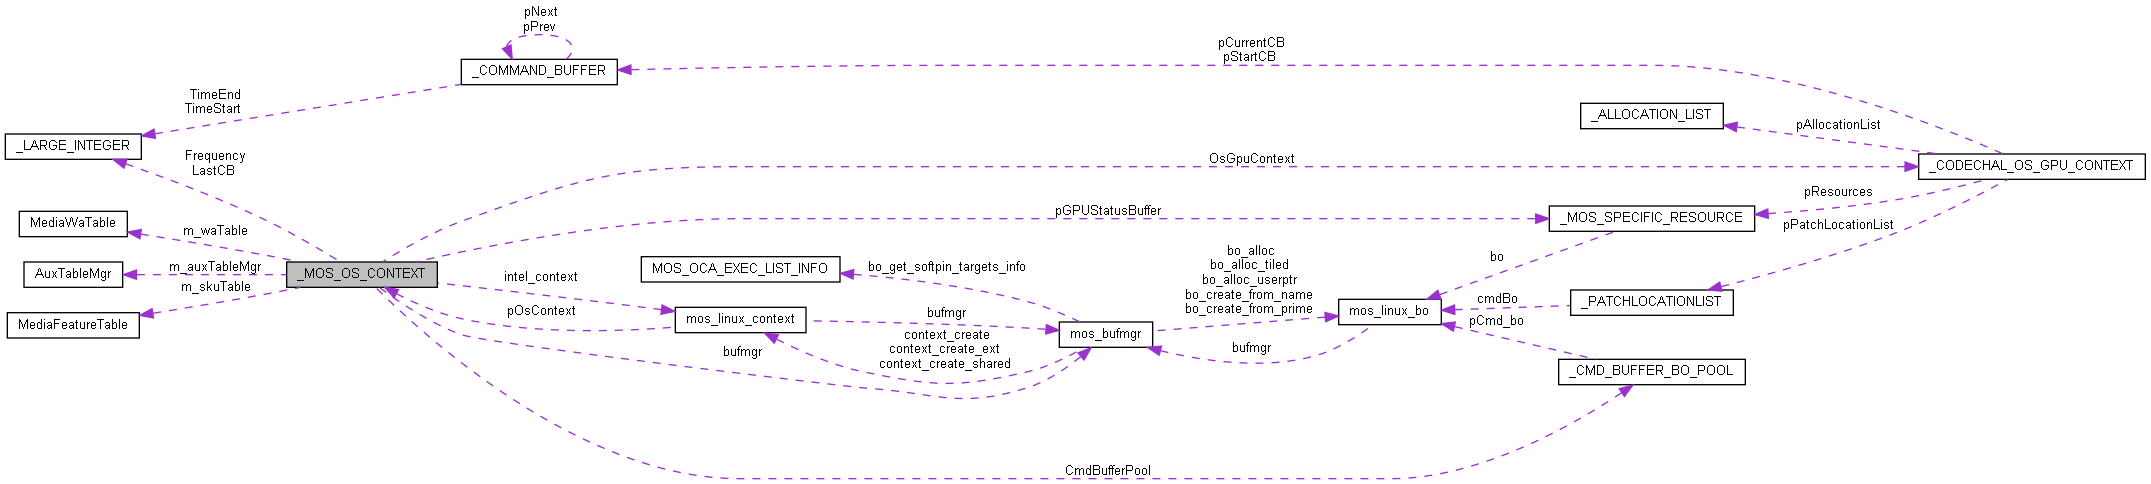 pNext
pPrev
_COMMAND_BUFFER
pCurrentCB
pStartCB
TimeEnd
TimeStart
_ALLOCATION_LIST
pAllocationList
_LARGE_INTEGER
Frequency
LastCB
OsGpuContext
_CODECHAL_OS_GPU_CONTEXT
pResources
MediaWaTable
m_waTable
pGPUStatusBuffer
_MOS_SPECIFIC_RESOURCE
pPatchLocationList
AuxTableMgr
m_auxTableMgr
_MOS_OS_CONTEXT
m_skuTable
intel_context
MOS_OCA_EXEC_LIST_INFO
bo_get_softpin_targets_info
bo_alloc
bo_alloc_tiled
bo_alloc_userptr
bo_create_from_name
bo_create_from_prime
bo
MediaFeatureTable
pOsContext
mos_linux_context
bufmgr
mos_bufmgr
mos_linux_bo
cmdBo
_PATCHLOCATIONLIST
pCmd_bo
bufmgr
context_create
context_create_ext
context_create_shared
bufmgr
_CMD_BUFFER_BO_POOL
CmdBufferPool